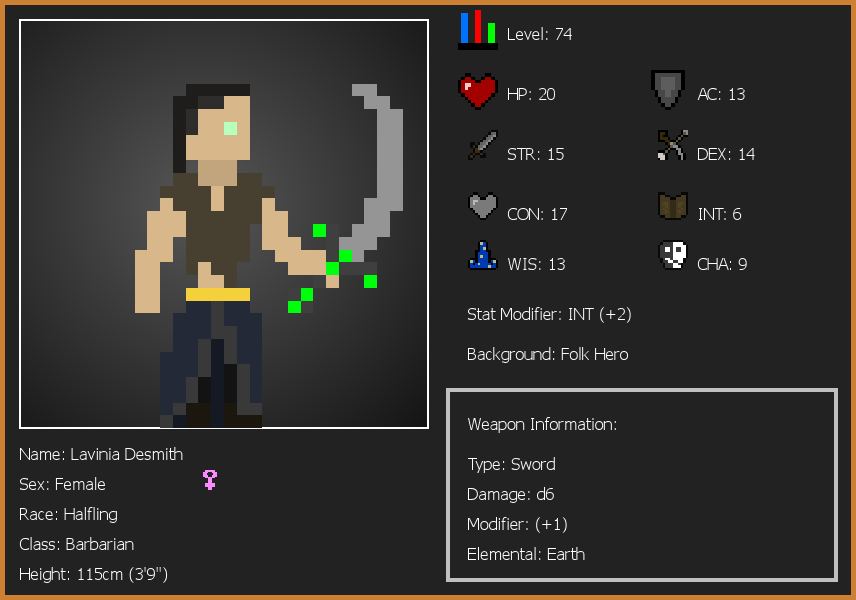 Level: 74
HP: 20
AC: 13
STR: 15
DEX: 14
CON: 17
INT: 6
WIS: 13
CHA: 9
Stat Modifier: INT (+2)
Background: Folk Hero
Weapon Information:
Type: Sword
Damage: d6
Modifier: (+1)
Elemental: Earth
Name: Lavinia Desmith
Sex: Female
Race: Halfling
Class: Barbarian
Height: 115cm (3'9")